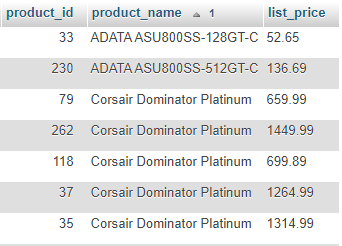 product_id product_name 1 list_price
33 ADATA ASU800SS-128GT-C 52.65
230 ADATA ASU800SS-512GT-C 136.69
79 Corsair Dominator Platinum 659.99
262 Corsair Dominator Platinum 1449.99
118 Corsair Dominator Platinum 699.89
37 Corsair Dominator Platinum 1264.99
35 Corsair Dominator Platinum 1314.99